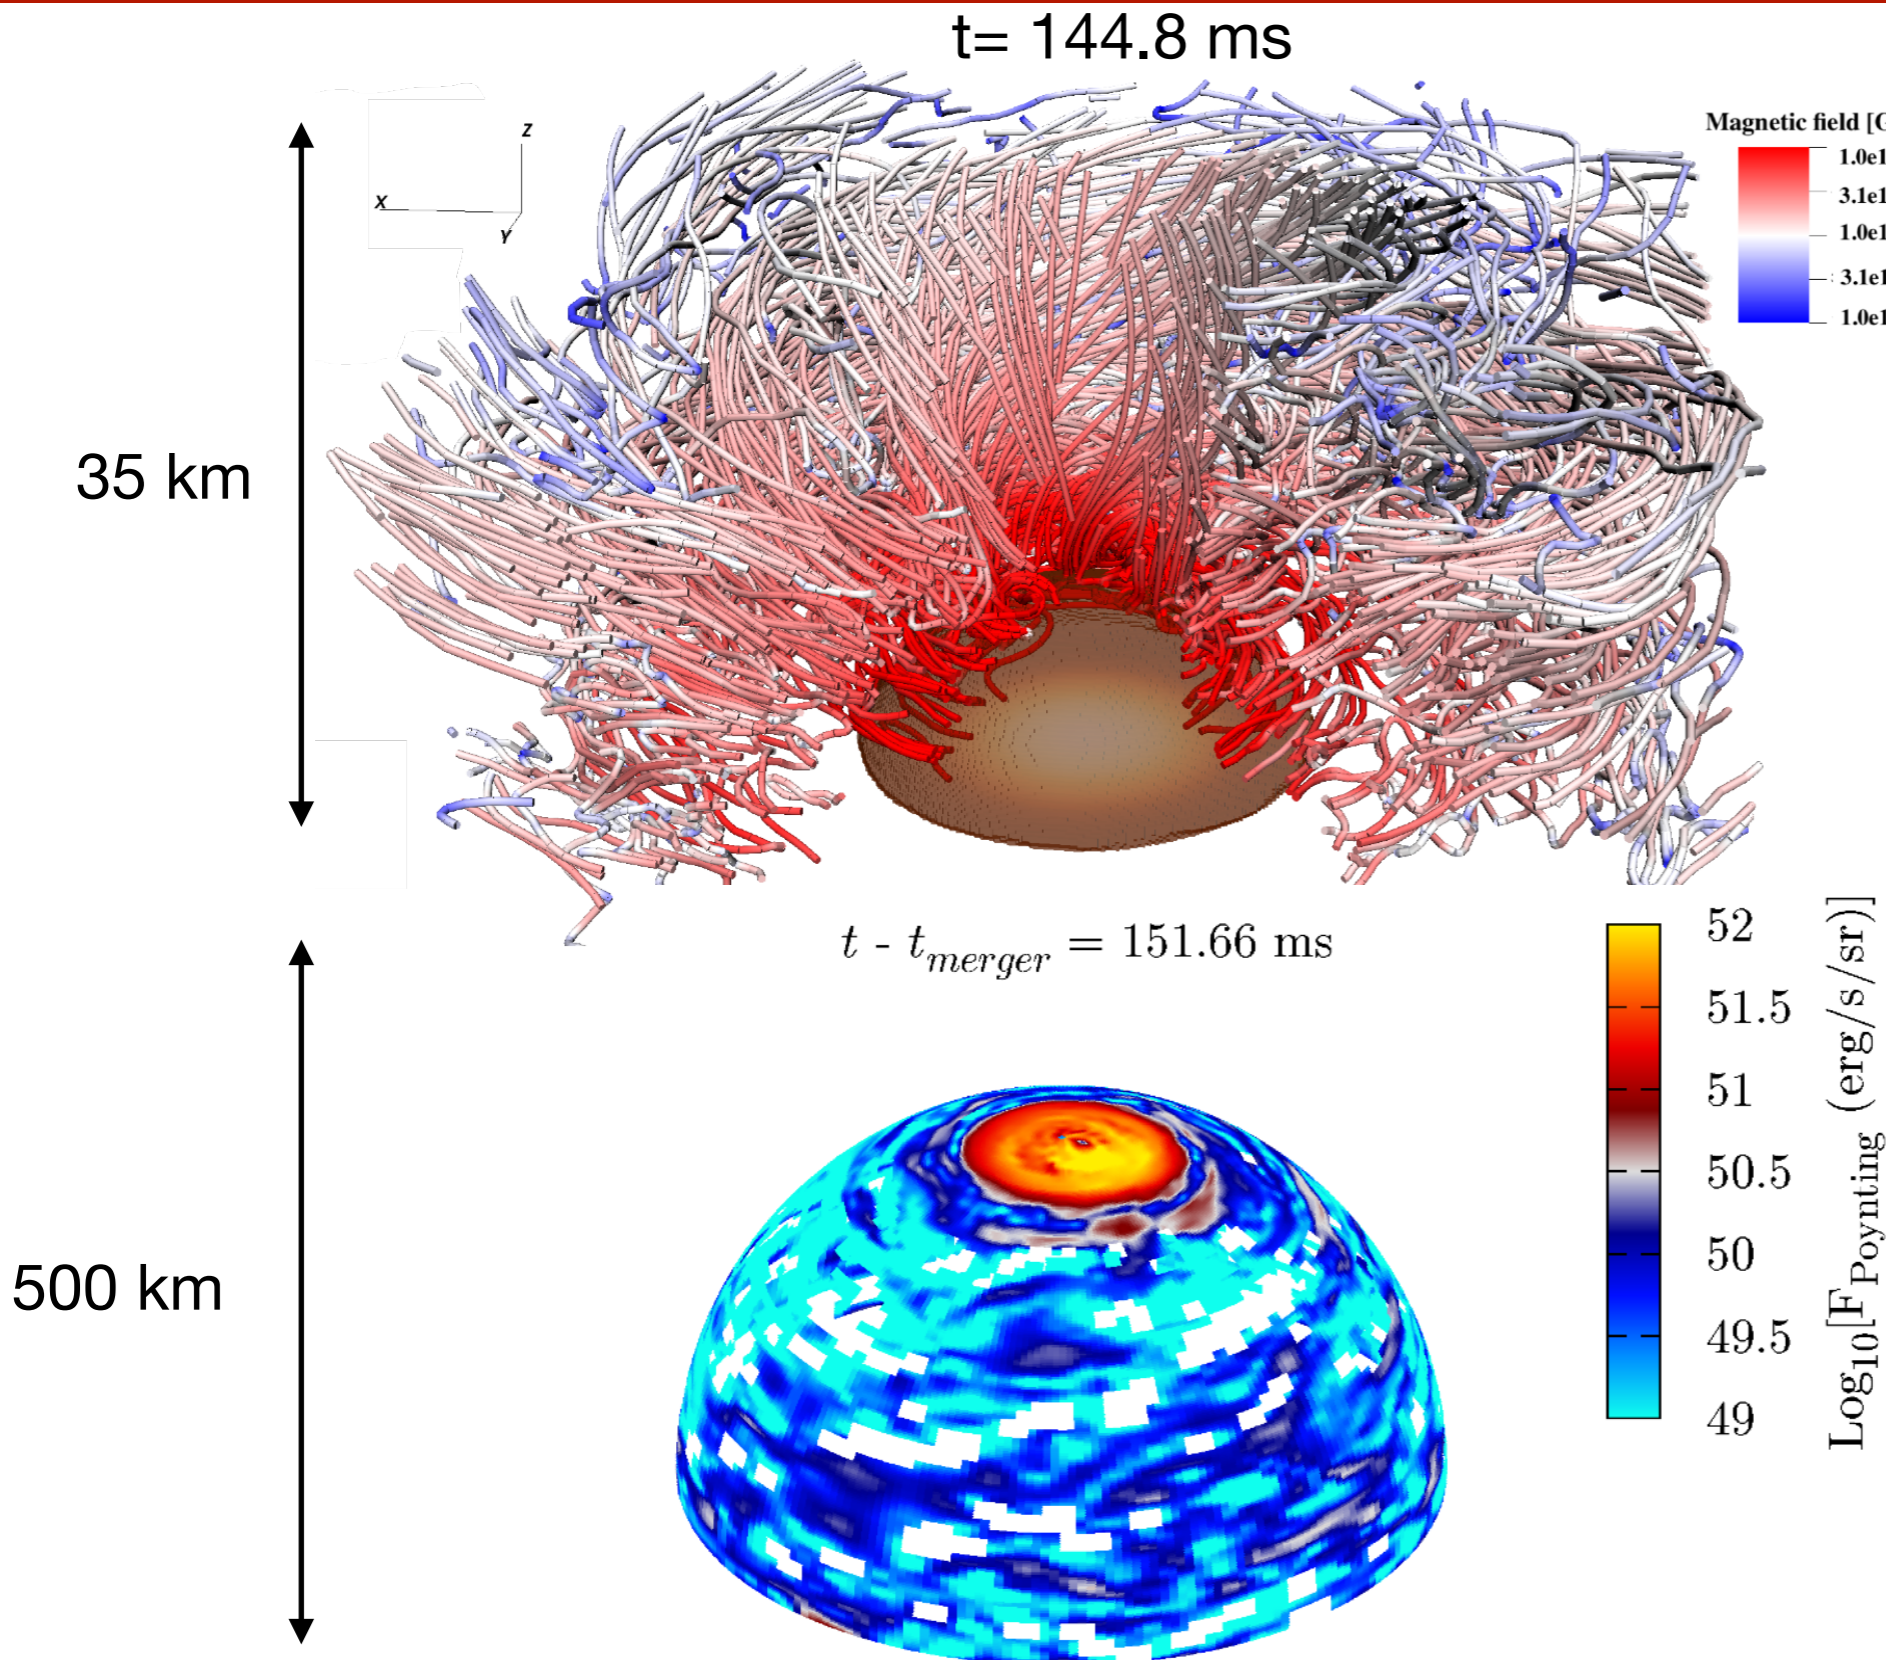 t= 144.8 ms
Z
X
Y
Magnetic field [G
1.0e1
3.1e1
1.0e1
3.1e1
1.0e1
35 km
t - t_merger = 151.66 ms
52
51.5
51
50.5
50
49.5
49
Log10[F_Poynting (erg/s/sr)]
500 km